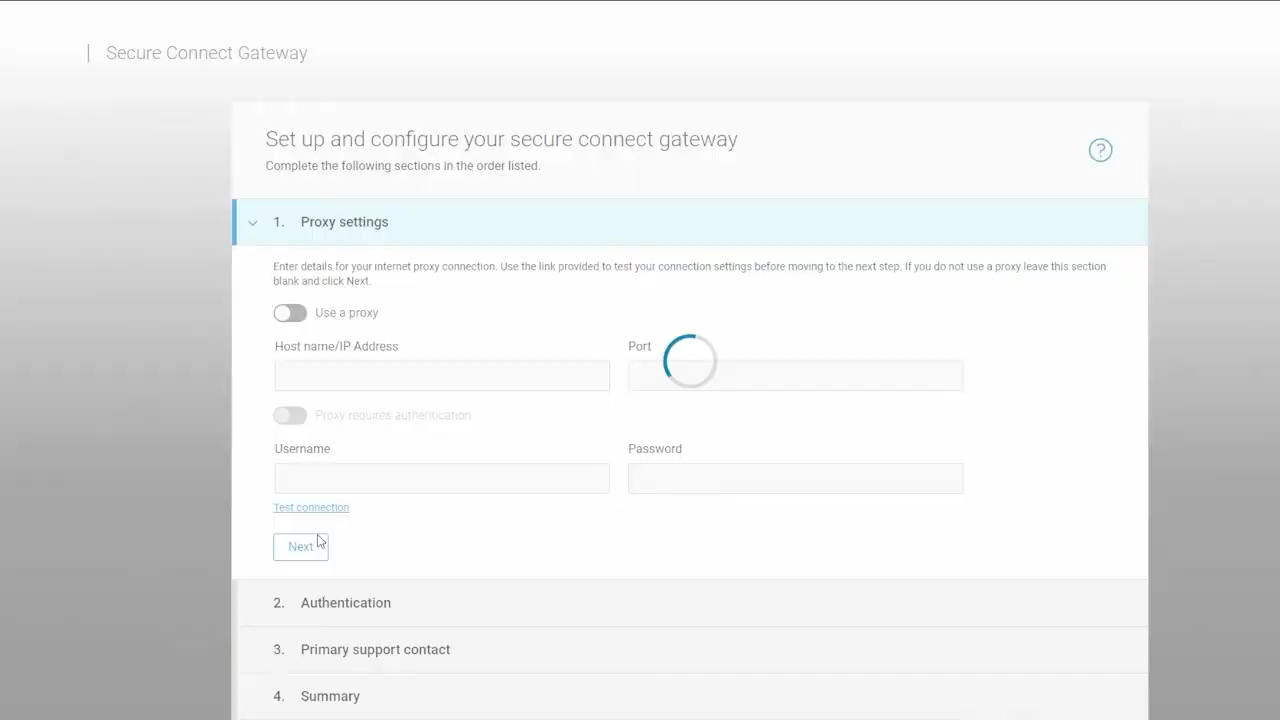 Secure Connect Gateway
Set up and configure your secure connect gateway
Complete the following sections in the order listed.
?
1. Proxy settings
Enter details for your internet proxy connection. Use the link provided to test your connection settings before moving to the next step. If you do not use a proxy leave this section
blank and click Next.
Use a proxy
Host name/IP Address Port
Proxy requires authentication
Username Password
Test connection
Next
2. Authentication
3. Primary support contact
4. Summary